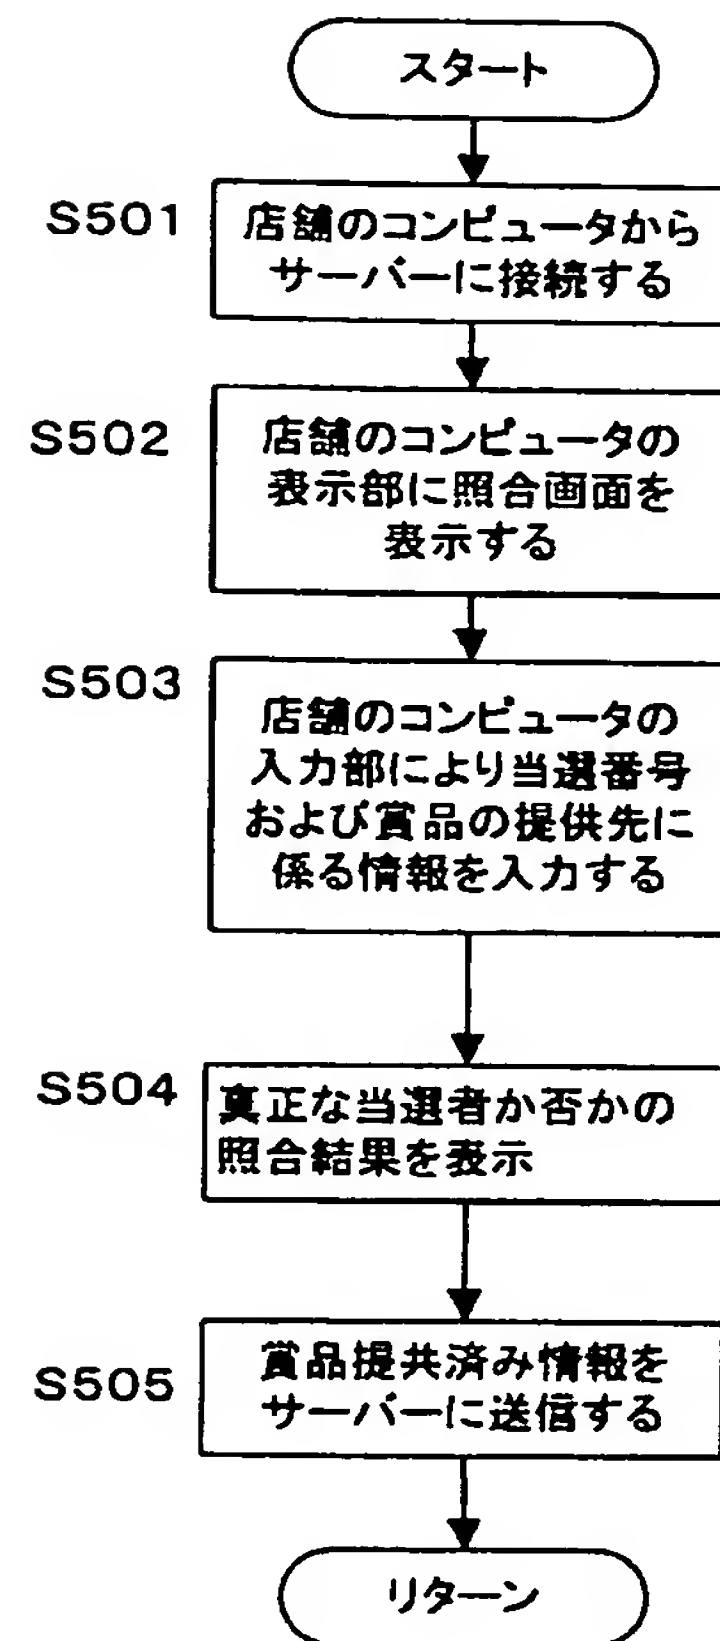 スタート
S501
店舗のコンピュータから
サーバーに接続する
S502
店舗のコンピュータの
表示部に照合画面を
表示する
S503
店舗のコンピュータの
入力部により当選番号
および賞品の提供先に
係る情報を入力する
S504
真正な当選者か否かの
照合結果を表示
S505
賞品提共済み情報を
サーバーに送信する
リターン